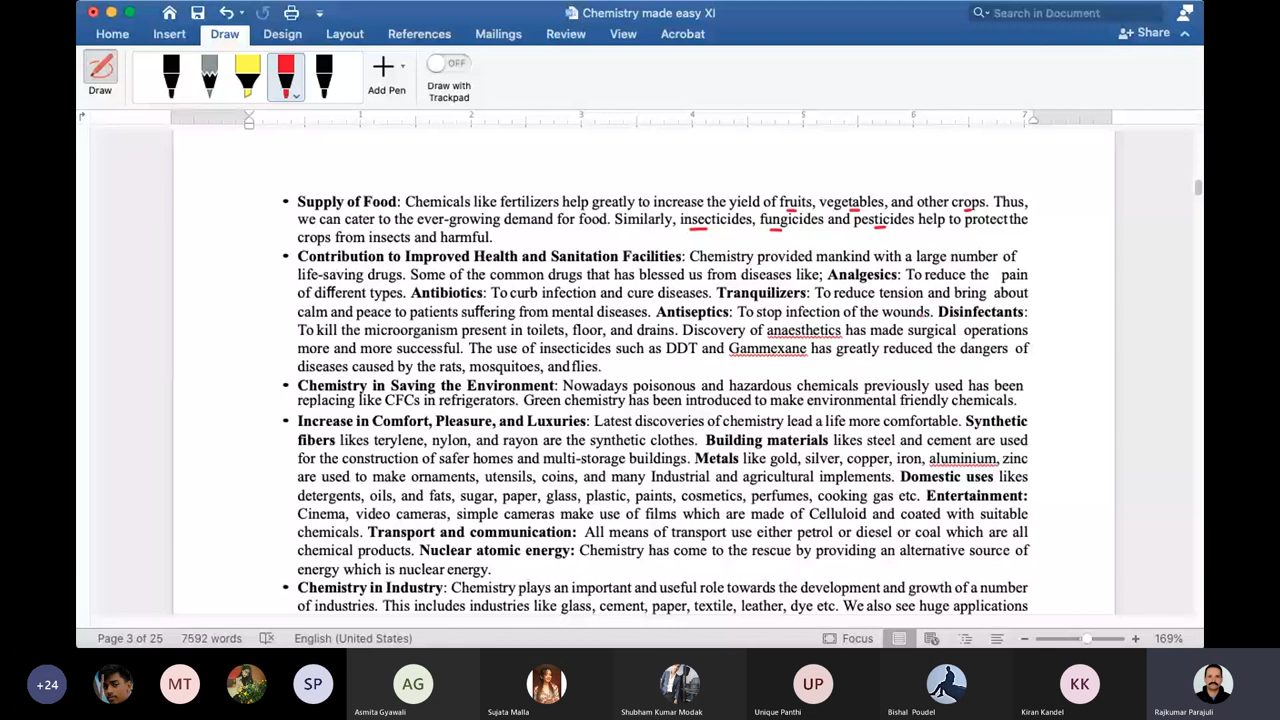 Chemistry made easy XI
Search in Document
Home Insert Draw Design Layout References Mailings Review View Acrobat
Share
OFF
Draw
Add Pen
Draw with
Trackpad
1 2 3 4 5 6 7
• Supply of Food: Chemicals like fertilizers help greatly to increase the yield of fruits, vegetables, and other crops. Thus,
we can cater to the ever-growing demand for food. Similarly, insecticides, fungicides and pesticides help to protect the
crops from insects and harmful.
• Contribution to Improved Health and Sanitation Facilities: Chemistry provided mankind with a large number of
life-saving drugs. Some of the common drugs that has blessed us from diseases like; Analgesics: To reduce the pain
of different types. Antibiotics: To curb infection and cure diseases. Tranquilizers: To reduce tension and bring about
calm and peace to patients suffering from mental diseases. Antiseptics: To stop infection of the wounds. Disinfectants:
To kill the microorganism present in toilets, floor, and drains. Discovery of anaesthetics has made surgical operations
more and more successful. The use of insecticides such as DDT and Gammexane has greatly reduced the dangers of
diseases caused by the rats, mosquitoes, and flies.
• Chemistry in Saving the Environment: Nowadays poisonous and hazardous chemicals previously used has been
replacing like CFCs in refrigerators. Green chemistry has been introduced to make environmental friendly chemicals.
• Increase in Comfort, Pleasure, and Luxuries: Latest discoveries of chemistry lead a life more comfortable. Synthetic
fibers likes terylene, nylon, and rayon are the synthetic clothes. Building materials likes steel and cement are used
for the construction of safer homes and multi-storage buildings. Metals like gold, silver, copper, iron, aluminium, zinc
are used to make ornaments, utensils, coins, and many Industrial and agricultural implements. Domestic uses likes
detergents, oils, and fats, sugar, paper, glass, plastic, paints, cosmetics, perfumes, cooking gas etc. Entertainment:
Cinema, video cameras, simple cameras make use of films which are made of Celluloid and coated with suitable
chemicals. Transport and communication: All means of transport use either petrol or diesel or coal which are all
chemical products. Nuclear atomic energy: Chemistry has come to the rescue by providing an alternative source of
energy which is nuclear energy.
• Chemistry in Industry: Chemistry plays an important and useful role towards the development and growth of a number
of industries. This includes industries like glass, cement, paper, textile, leather, dye etc. We also see huge applications
Page 3 of 25 7592 words English (United States) Focus 169%
+24 MT SP AG UP KK
Asmita Gyawali Sujata Malla Shubham Kumar Modak Unique Panthi Bishal Poudel Kiran Kandel Rajkumar Parajuli